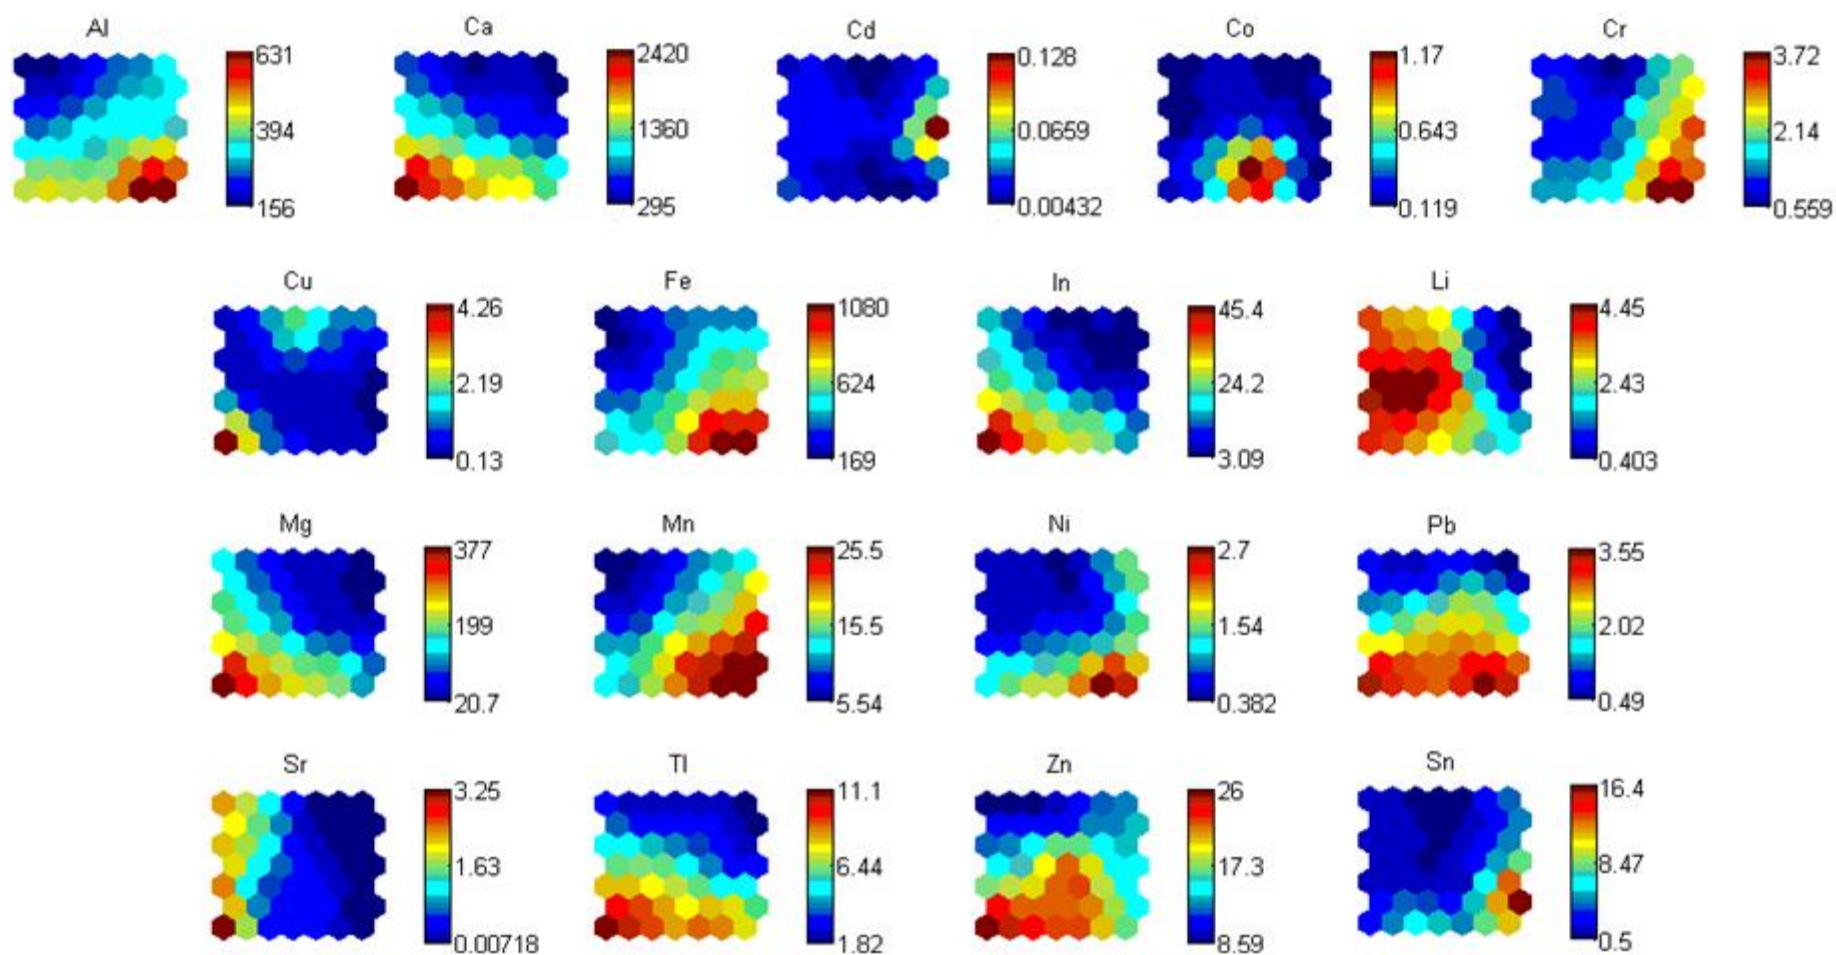 Al Ca Cd Co Cr
631 2420 0.128 1.17 3.72
394 1360 0.0659 0.643 2.14
156 295 0.00432 0.119 0.559
Cu Fe In Li
4.26 1080 45.4 4.45
2.19 624 24.2 2.43
0.13 169 3.09 0.403
Mg Mn Ni Pb
377 25.5 2.7 3.55
199 15.5 1.54 2.02
20.7 5.54 0.382 0.49
Sr Tl Zn Sn
3.25 11.1 26 16.4
1.63 6.44 17.3 8.47
0.00718 1.82 8.59 0.5